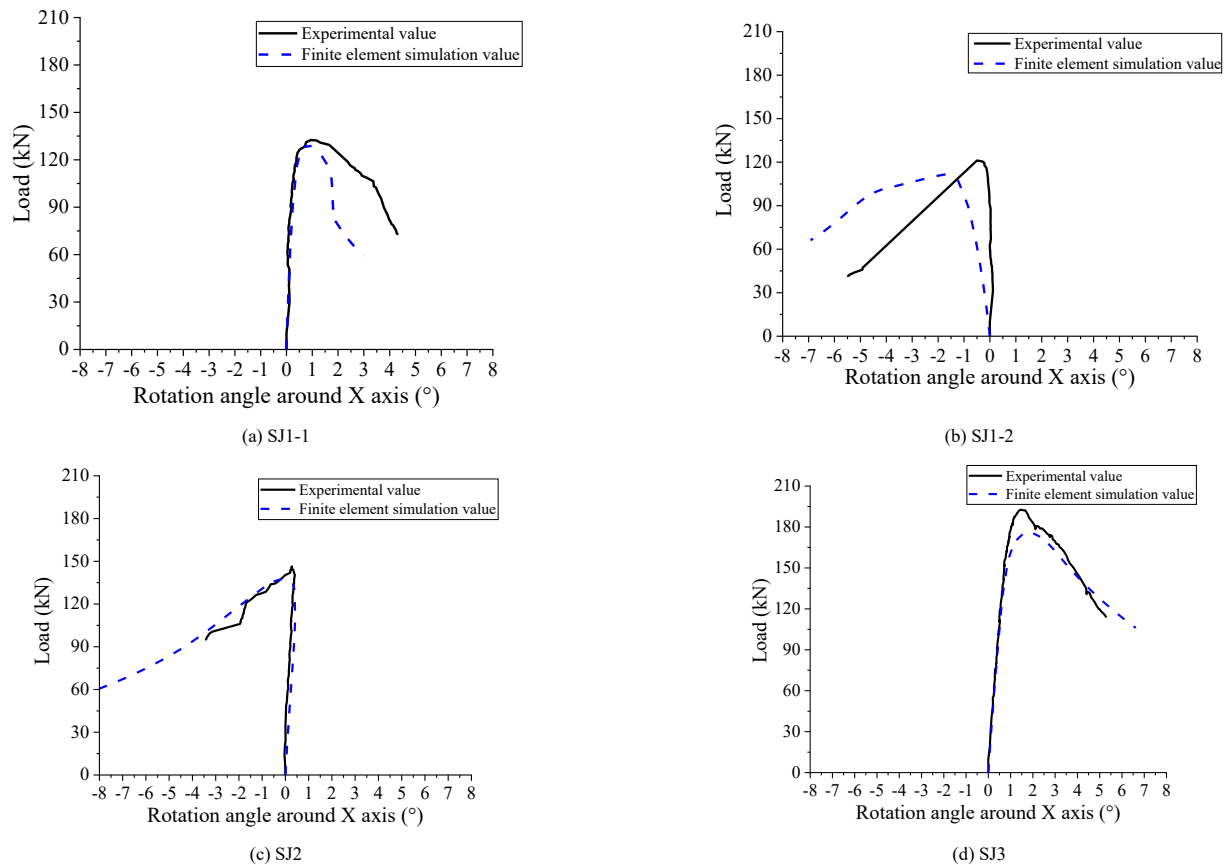 210
180
150
120
90
60
30
0
Load (kN)
Experimental value
Finite element simulation value
-8 -7 -6 -5 -4 -3 -2 -1 0 1 2 3 4 5 6 7 8
Rotation angle around X axis (°)
(a) SJ1-1
210
180
150
120
90
60
30
0
Load (kN)
Experimental value
Finite element simulation value
-8 -7 -6 -5 -4 -3 -2 -1 0 1 2 3 4 5 6 7 8
Rotation angle around X axis (°)
(b) SJ1-2
210
180
150
120
90
60
30
0
Load (kN)
Experimental value
Finite element simulation value
-8 -7 -6 -5 -4 -3 -2 -1 0 1 2 3 4 5 6 7 8
Rotation angle around X axis (°)
(c) SJ2
210
180
150
120
90
60
30
0
Load (kN)
Experimental value
Finite element simulation value
-8 -7 -6 -5 -4 -3 -2 -1 0 1 2 3 4 5 6 7 8
Rotation angle around X axis (°)
(d) SJ3